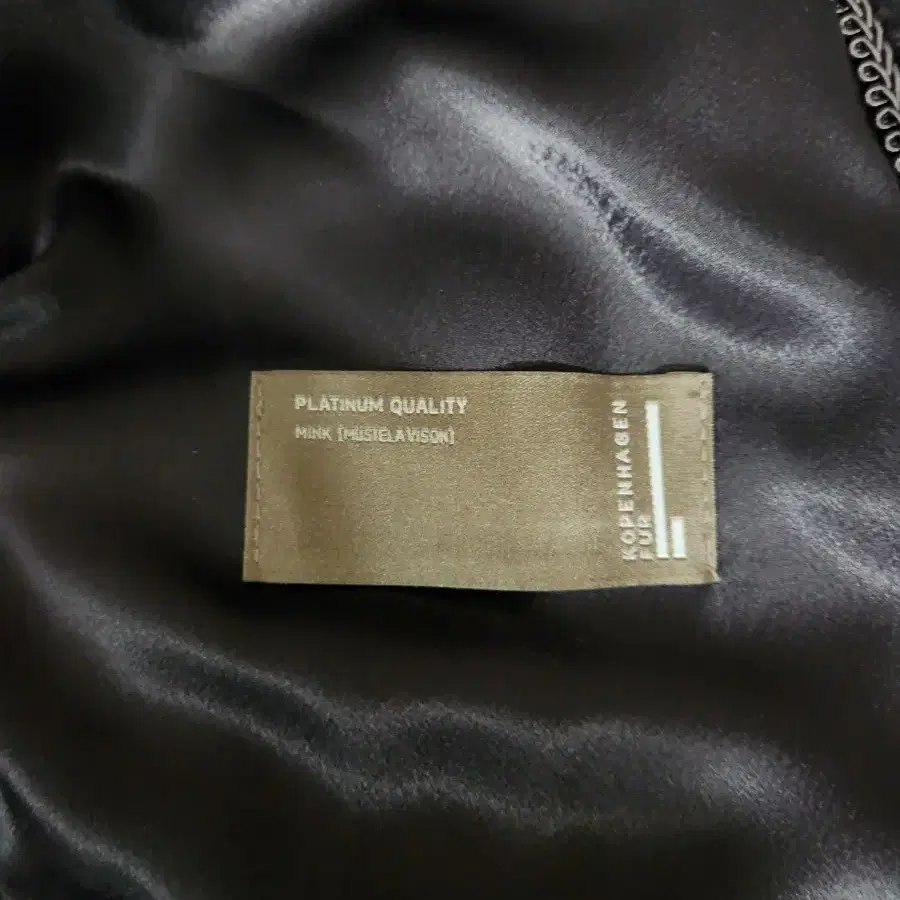 PLATINUM QUALITY
MINK [MUSTELA VISON]
KOPENHAGEN
FUR